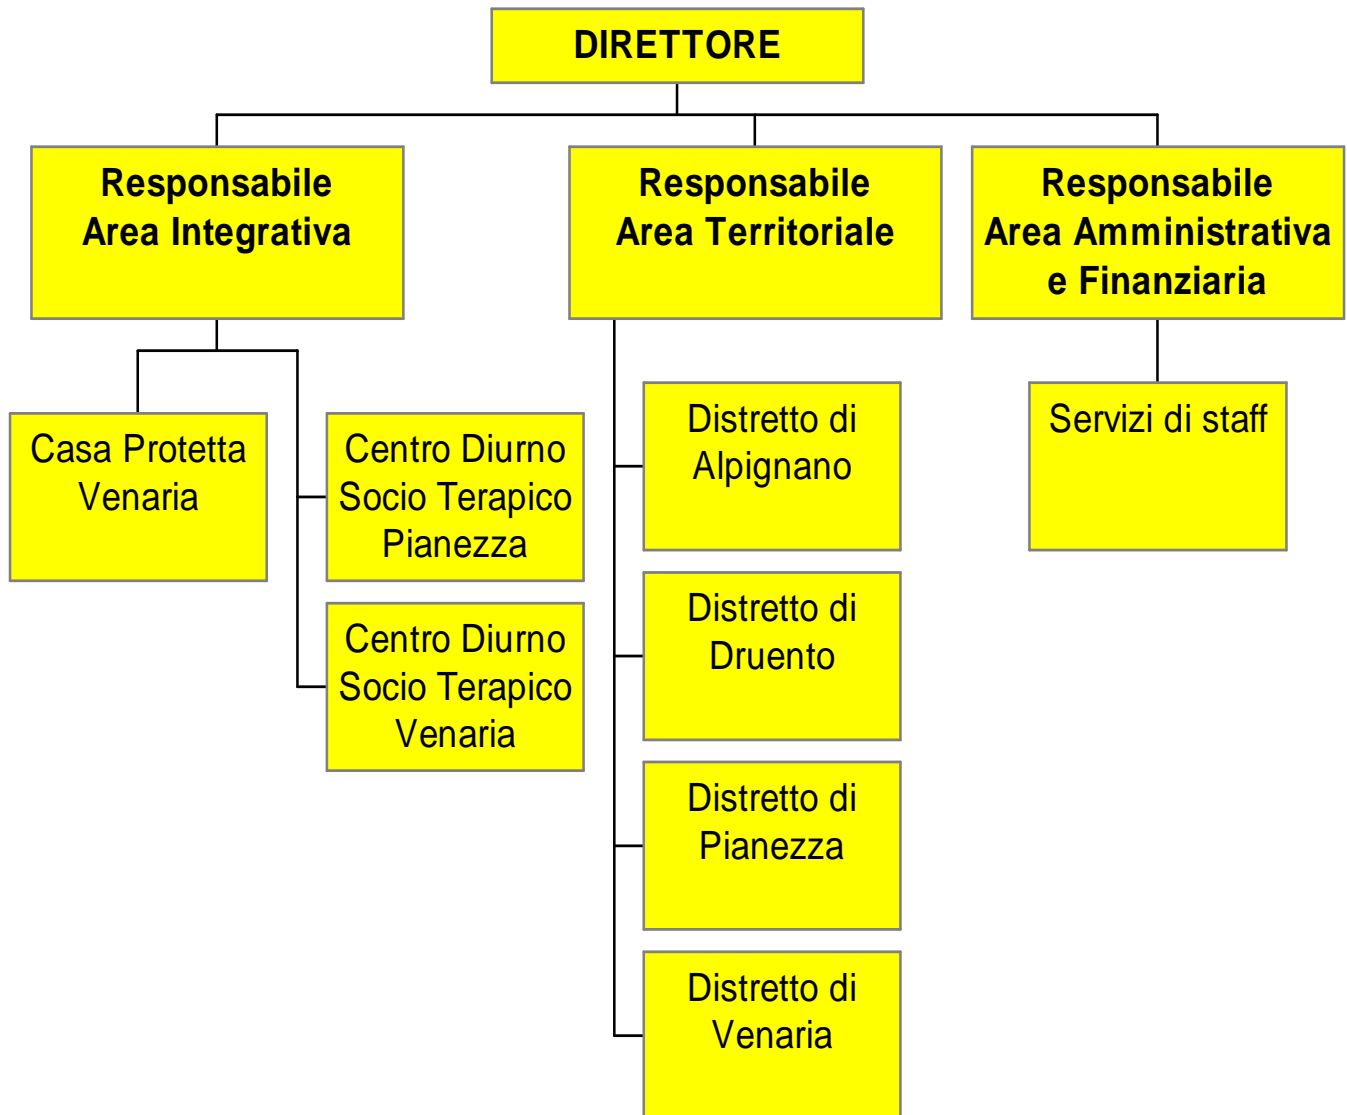 DIRETTORE
Responsabile
Area Integrativa
Responsabile
Area Territoriale
Responsabile
Area Amministrativa
e Finanziaria
Casa Protetta
Venaria
Centro Diurno
Socio Terapico
Pianezza
Centro Diurno
Socio Terapico
Venaria
Distretto di
Alpignano
Distretto di
Druento
Distretto di
Pianezza
Distretto di
Venaria
Servizi di staff